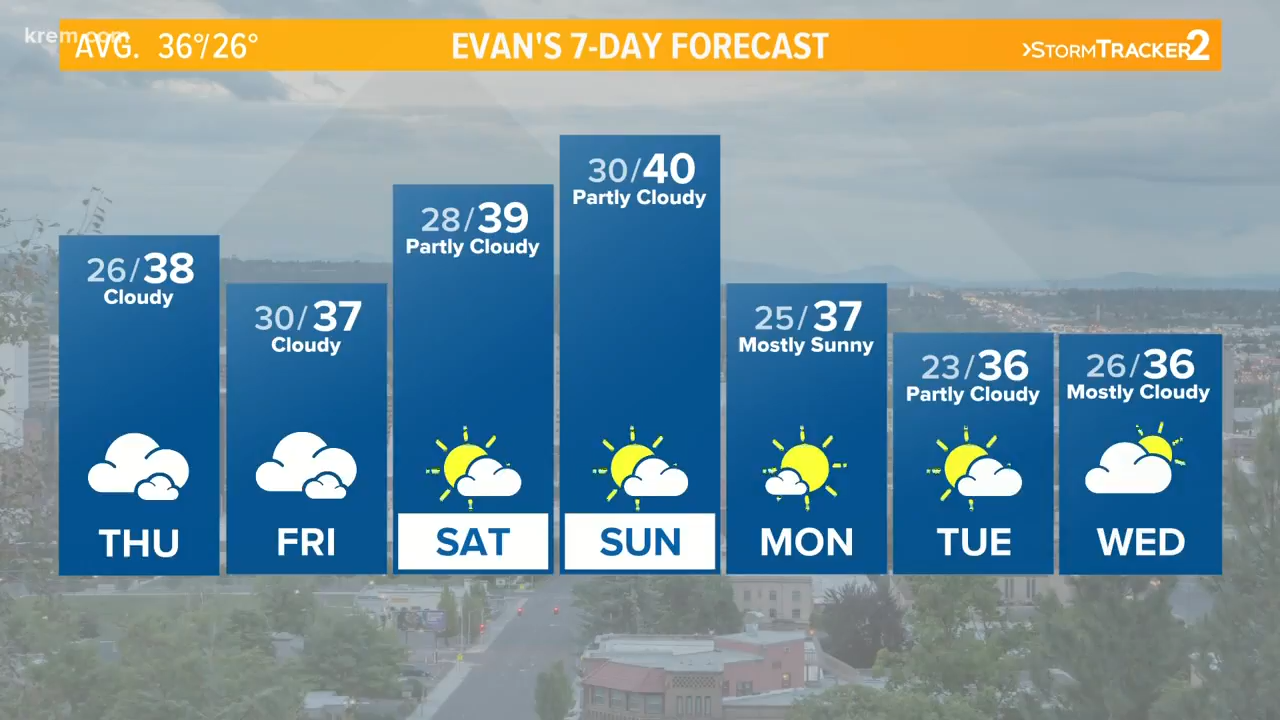 krem.com
AVG. 36°/26°
EVAN'S 7-DAY FORECAST
›STORMTRACKER2
26/38
Cloudy
THU
30/37
Cloudy
FRI
28/39
Partly Cloudy
SAT
30/40
Partly Cloudy
SUN
25/37
Mostly Sunny
MON
23/36
Partly Cloudy
TUE
26/36
Mostly Cloudy
WED